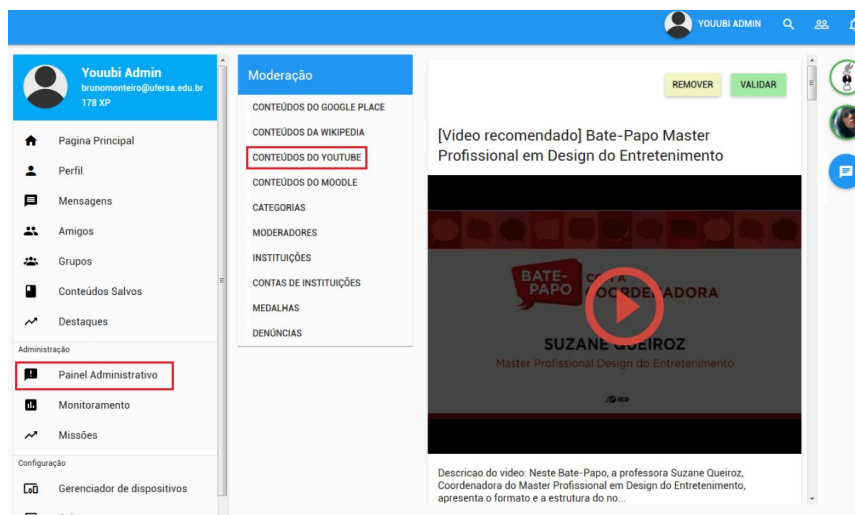 YOUUBI ADMIN
Youubi Admin
brunomonteiro@ufersa.edu.br
178 XP
Pagina Principal
Perfil
Mensagens
Amigos
Grupos
Conteúdos Salvos
Destaques
Administração
Painel Administrativo
Monitoramento
Missões
Configuração
Gerenciador de dispositivos
Moderação
CONTEÚDOS DO GOOGLE PLACE
CONTEÚDOS DA WIKIPEDIA
CONTEÚDOS DO YOUTUBE
CONTEÚDOS DO MOODLE
CATEGORIAS
MODERADORES
INSTITUIÇÕES
CONTAS DE INSTITUIÇÕES
MEDALHAS
DENÚNCIAS
REMOVER
VALIDAR
[Video recomendado] Bate-Papo Master
Profissional em Design do Entretenimento
BATE-
PAPO
COORDENADORA
SUZANE QUEIROZ
Master Profissional Design do Entretenimento
IED
Descricao do video: Neste Bate-Papo, a professora Suzane Queiroz,
Coordenadora do Master Profissional em Design do Entretenimento,
apresenta o formato e a estrutura do no...